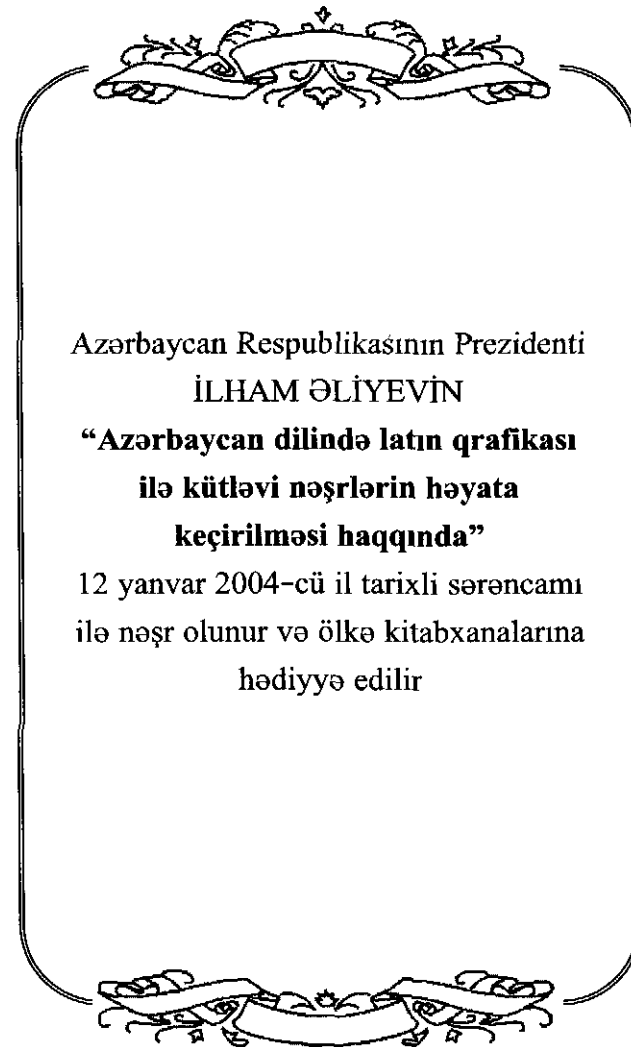 Azərbaycan Respublikasının Prezidenti
İLHAM ƏLİYEVİN
“Azərbaycan dilində latın qrafikası
ilə kütləvi nəşrlərin həyata
keçirilməsi haqqında”
12 yanvar 2004-cü il tarixli sərəncamı
ilə nəşr olunur və ölkə kitabxanalarına
hədiyyə edilir